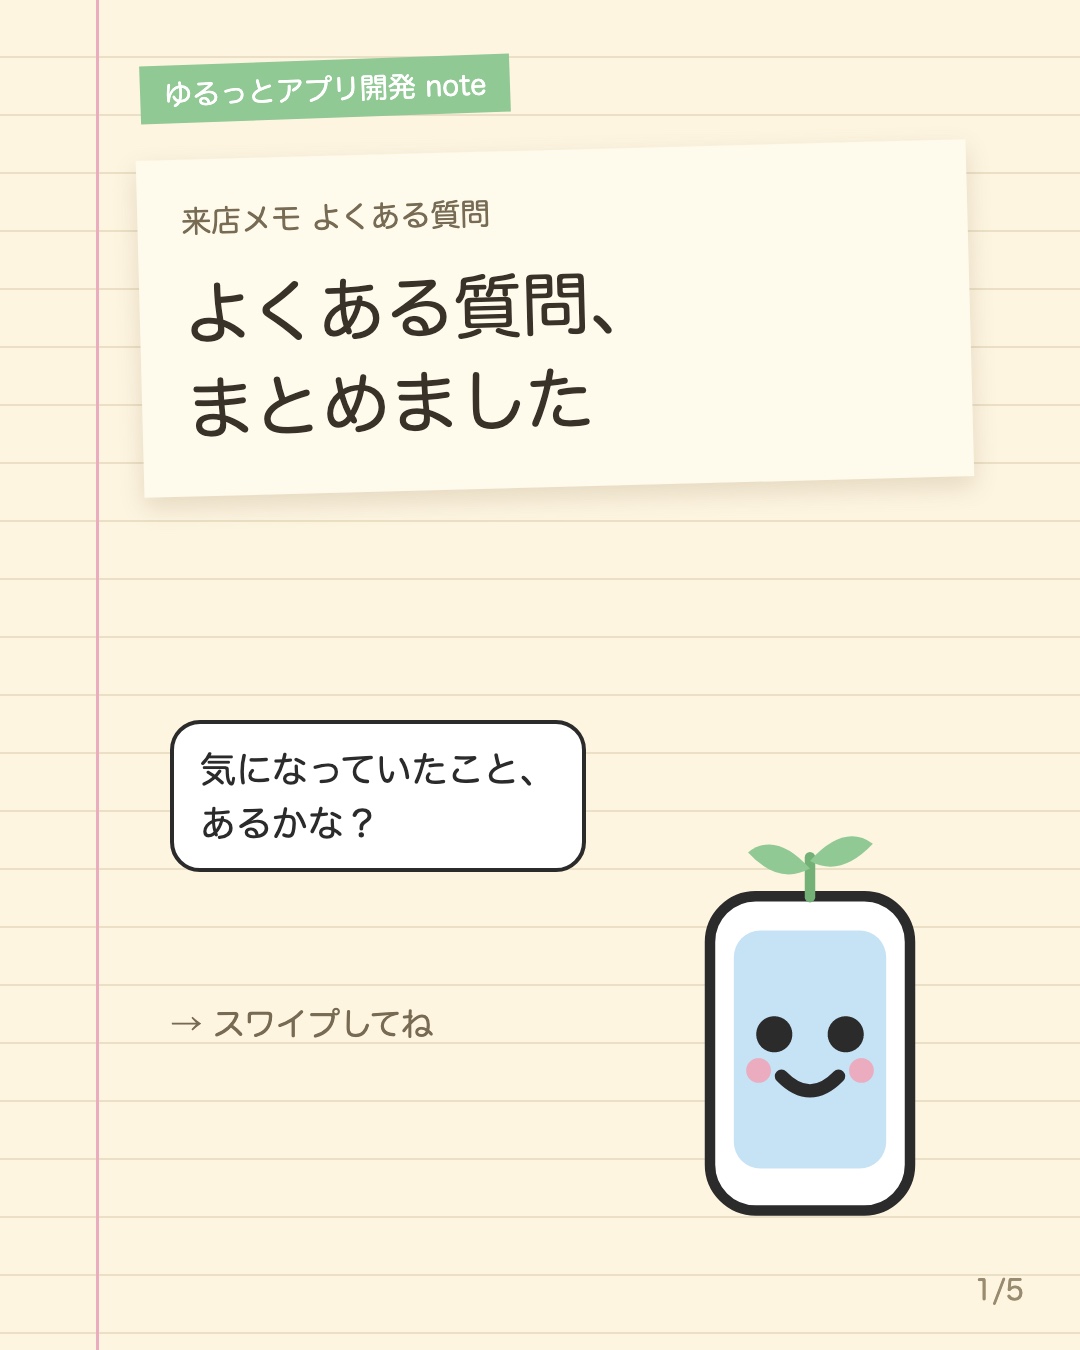 ゆるっとアプリ開発 note
来店メモ よくある質問
よくある質問、
まとめました
気になっていたこと、
あるかな？
→ スワイプしてね
1/5